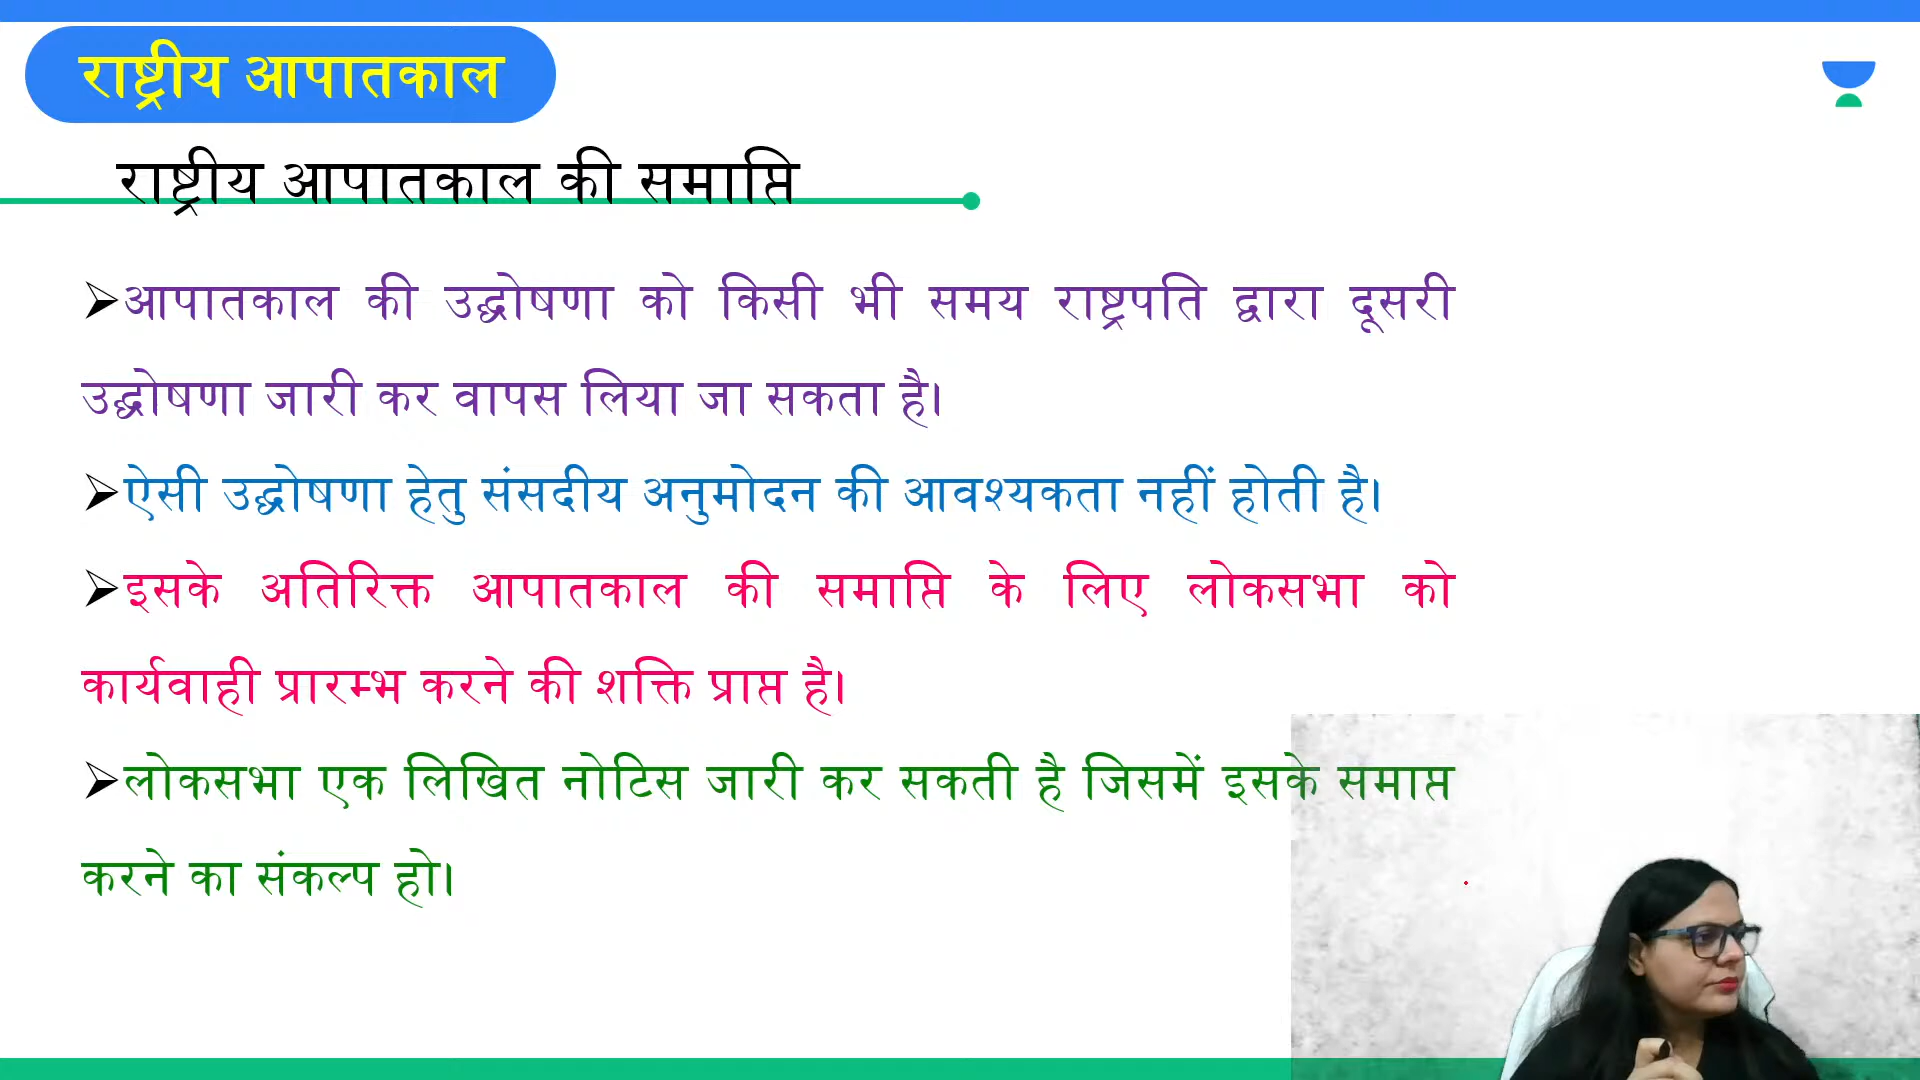 राष्ट्रीय आपातकाल
राष्ट्रीय आपातकाल की समाप्ति
➢आपातकाल की उद्घोषणा को किसी भी समय राष्ट्रपति द्वारा दूसरी
उद्घोषणा जारी कर वापस लिया जा सकता है।
➢ऐसी उद्घोषणा हेतु संसदीय अनुमोदन की आवश्यकता नहीं होती है।
➢इसके अतिरिक्त आपातकाल की समाप्ति के लिए लोकसभा को
कार्यवाही प्रारम्भ करने की शक्ति प्राप्त है।
➢लोकसभा एक लिखित नोटिस जारी कर सकती है जिसमें इसके समाप्त
करने का संकल्प हो।